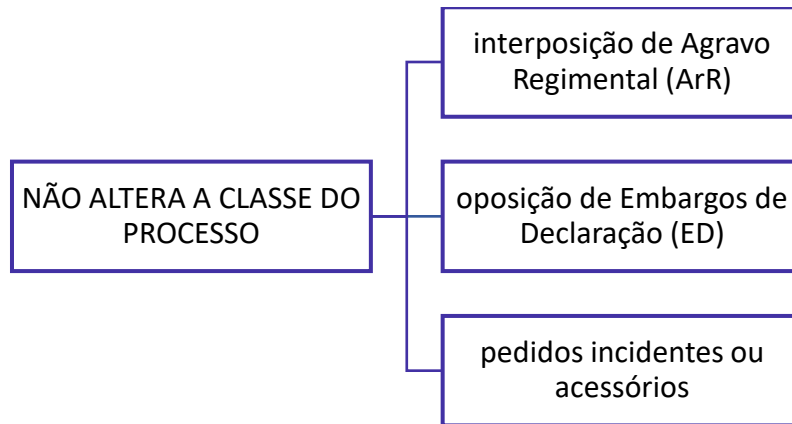 interposição de Agravo
Regimental (ArR)
NÃO ALTERA A CLASSE DO
PROCESSO
oposição de Embargos de
Declaração (ED)
pedidos incidentes ou
acessórios